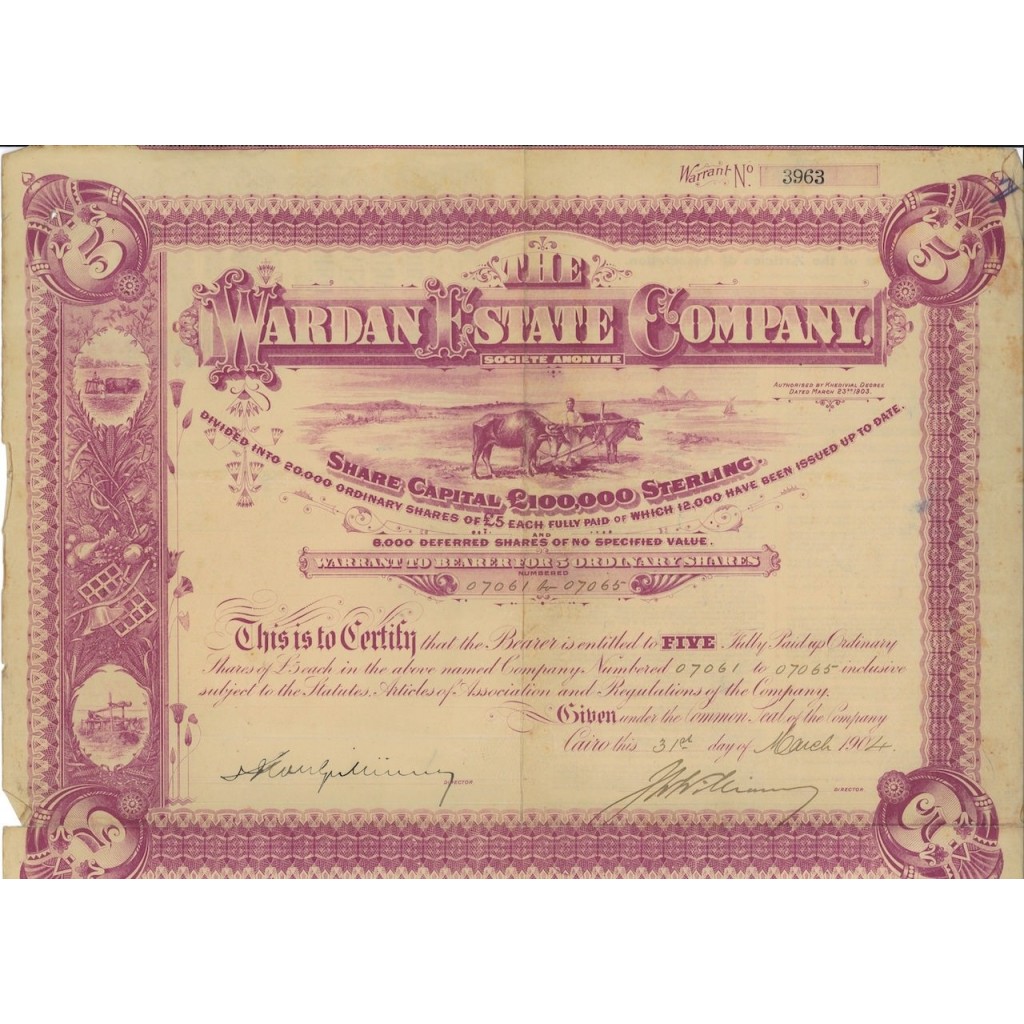 Warrant No. 3963
5 5
THE
WARDAN ESTATE COMPANY,
SOCIÉTÉ ANONYME
AUTHORISED BY KHEDIVIAL DECREE
DATED MARCH 23RD 1903.
SHARE CAPITAL £100,000 STERLING.
DIVIDED INTO 20.000 ORDINARY SHARES OF £5 EACH FULLY PAID OF WHICH 12.000 HAVE BEEN ISSUED UP TO DATE.
AND
8,000 DEFERRED SHARES OF NO SPECIFIED VALUE.
WARRANT TO BEARER FOR 5 ORDINARY SHARES
NUMBERED
07061 to 07065
This is to Certify that the Bearer is entitled to FIVE Fully Paid up Ordinary
Shares of £5 each in the above named Company. Numbered 07061 to 07065 inclusive
subject to the Statutes, Articles of Association and Regulations of the Company.
Given under the Common Seal of the Company
Cairo this 31st day of March 1904.
DIRECTOR
J W Williamson DIRECTOR
5 5